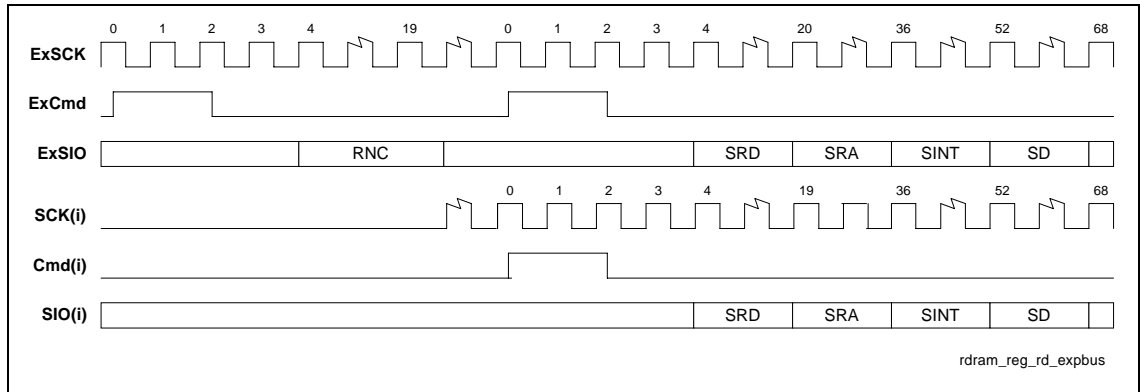 0 1 2 3 4 19 0 1 2 3 4 20 36 52 68
ExSCK
ExCmd
ExSIO RNC SRD SRA SINT SD
0 1 2 3 4 19 36 52 68
SCK(i)
Cmd(i)
SIO(i) SRD SRA SINT SD
rdram_reg_rd_expbus